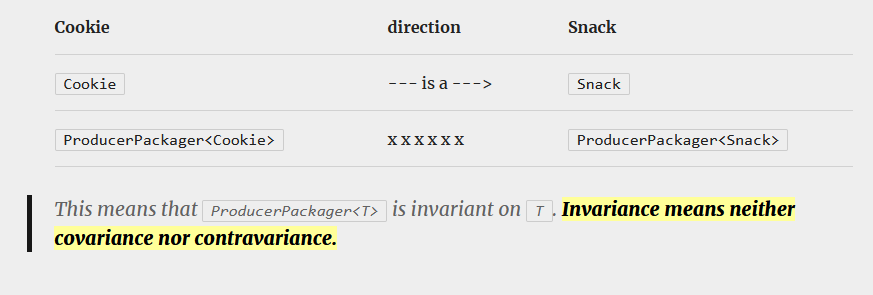 Cookie direction Snack
Cookie --- is a ---> Snack
ProducerPackager<Cookie> x x x x x x ProducerPackager<Snack>
This means that ProducerPackager<T> is invariant on T. Invariance means neither
covariance nor contravariance.